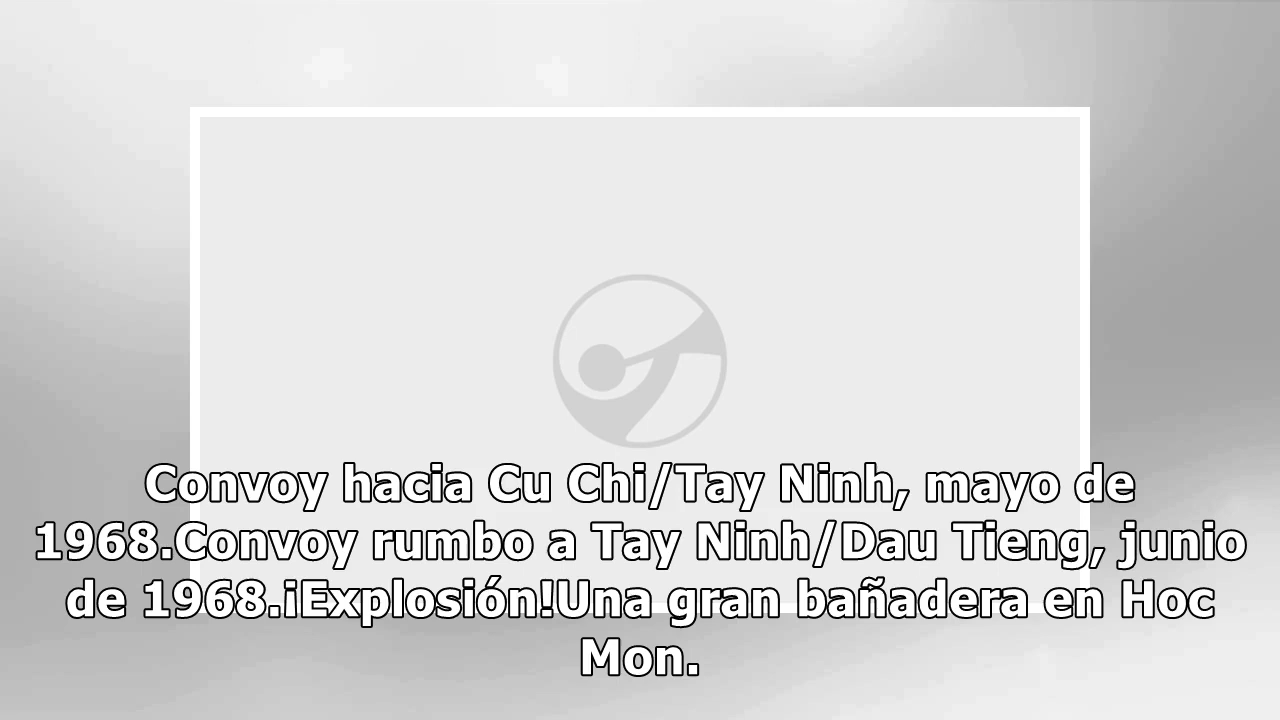 Convoy hacia Cu Chi/Tay Ninh, mayo de
1968.Convoy rumbo a Tay Ninh/Dau Tieng, junio
de 1968.¡Explosión!Una gran bañadera en Hoc
Mon.